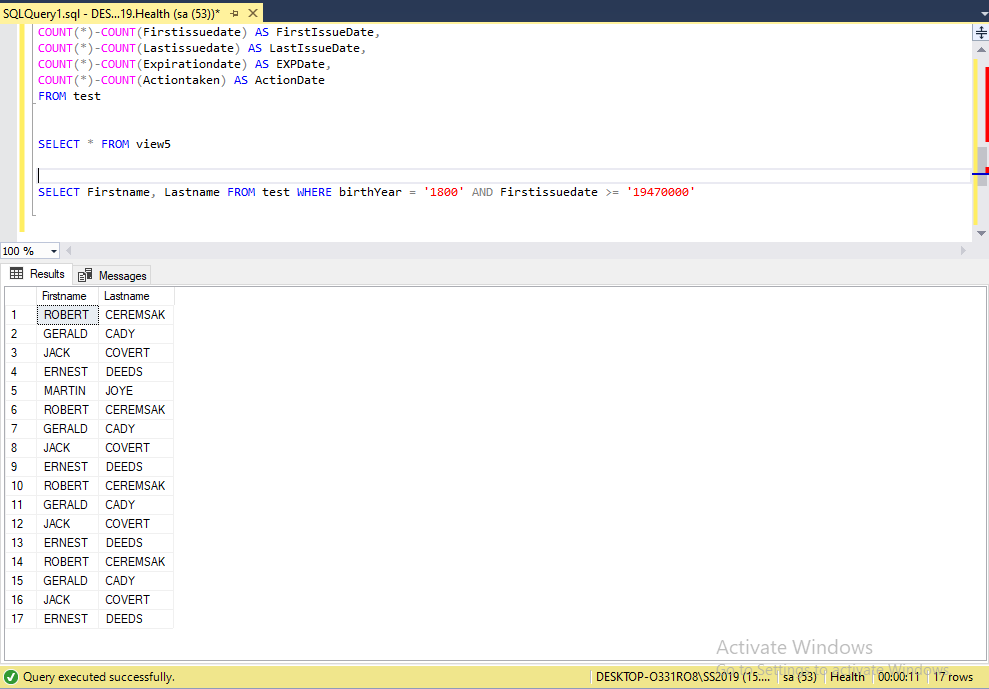 SQLQuery1.sql - DES...19.Health (sa (53))*
COUNT(*)-COUNT(Firstissuedate) AS FirstIssueDate,
COUNT(*)-COUNT(Lastissuedate) AS LastIssueDate,
COUNT(*)-COUNT(Expirationdate) AS EXPDate,
COUNT(*)-COUNT(Actiontaken) AS ActionDate
FROM test
SELECT * FROM view5
SELECT Firstname, Lastname FROM test WHERE birthYear = '1800' AND Firstissuedate >= '19470000'
100 %
Results Messages
Firstname Lastname
1 ROBERT CEREMSAK
2 GERALD CADY
3 JACK COVERT
4 ERNEST DEEDS
5 MARTIN JOYE
6 ROBERT CEREMSAK
7 GERALD CADY
8 JACK COVERT
9 ERNEST DEEDS
10 ROBERT CEREMSAK
11 GERALD CADY
12 JACK COVERT
13 ERNEST DEEDS
14 ROBERT CEREMSAK
15 GERALD CADY
16 JACK COVERT
17 ERNEST DEEDS
Activate Windows
Go to Settings to activate Windows.
Query executed successfully. DESKTOP-O331RO8\SS2019 (15.... sa (53) Health 00:00:11 17 rows